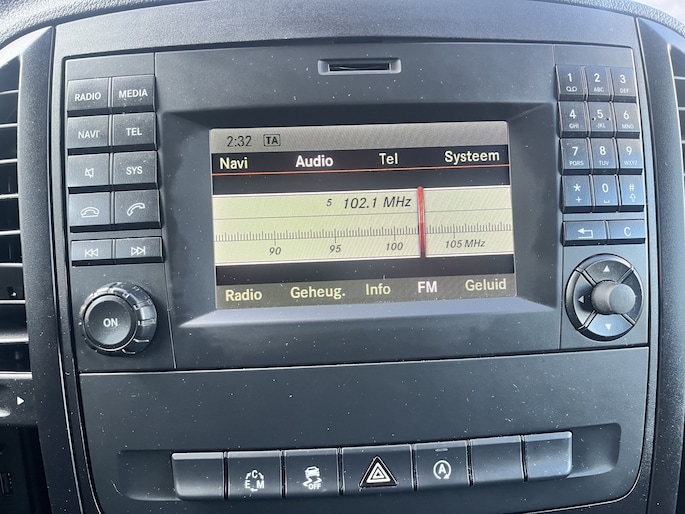 RADIO MEDIA
NAVI TEL
SYS
ON
2:32 TA
Navi Audio Tel Systeem
5 102.1 MHz
90 95 100 105 MHz
Radio Geheug. Info FM Geluid
1 2 ABC 3 DEF
4 GHI 5 JKL 6 MNO
7 PQRS 8 TUV 9 WXYZ
* + 0 #
C
C E M
OFF
A